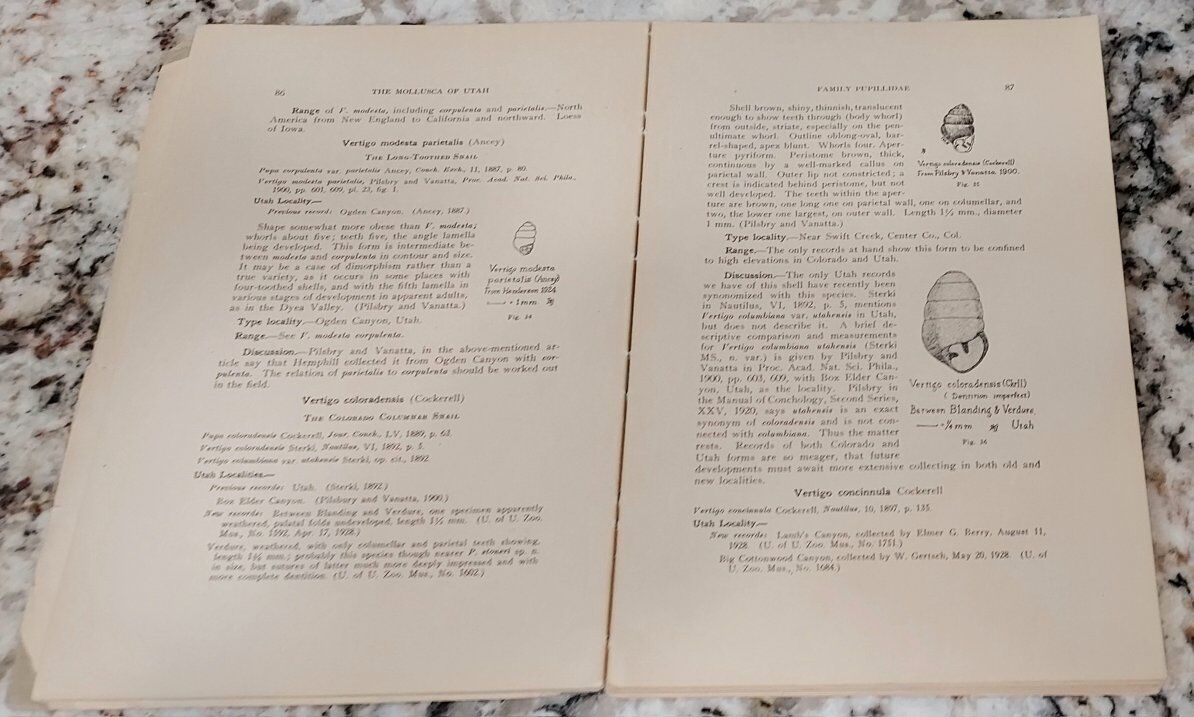 86
THE MOLLUSCA OF UTAH
Range of V. modesta, including corpulenta and parietalis.—North
America from New England to California and northward. Loess
of Iowa.
Vertigo modesta parietalis (Ancey)
The Long-Toothed Snail
Pupa corpulenta var. parietalis Ancey, Conch. Exch., 11, 1887, p. 80.
Vertigo modesta parietalis, Pilsbry and Vanatta, Proc. Acad. Nat. Sci. Phila.,
1900, pp. 601, 609, pl. 23, fig. 1.
Utah Locality—
Previous record: Ogden Canyon. (Ancey, 1887.)
Shape somewhat more obese than V. modesta;
whorls about five; teeth five, the angle lamella
being developed. This form is intermediate be-
tween modesta and corpulenta in contour and size.
It may be a case of dimorphism rather than a
true variety, as it occurs in some places with
four-toothed shells, and with the fifth lamella in
various stages of development in apparent adults,
as in the Dyea Valley. (Pilsbry and Vanatta.)
Vertigo modesta
parietalis (Ancey)
From Henderson 1924
= 1mm
Fig. 34
Type locality.—Ogden Canyon, Utah.
Range.—See V. modesta corpulenta.
Discussion.—Pilsbry and Vanatta, in the above-mentioned ar-
ticle say that Hemphill collected it from Ogden Canyon with cor-
pulenta. The relation of parietalis to corpulenta should be worked out
in the field.
Vertigo coloradensis (Cockerell)
The Colorado Columnar Snail
Pupa coloradensis Cockerell, Jour. Conch., LV, 1889, p. 63.
Vertigo coloradensis Sterki, Nautilus, VI, 1892, p. 5.
Vertigo columbiana var. utahensis Sterki, op. cit., 1892
Utah Localities—
Previous records: Utah. (Sterki, 1892.)
Box Elder Canyon. (Pilsbury and Vanatta, 1900.)
New records: Between Blanding and Verdure, one specimen apparently
weathered, palatal folds undeveloped, length 1½ mm. (U. of U. Zoo.
Mus., No. 1592, Apr. 17, 1928.)
Verdure, weathered, with only columellar and parietal teeth showing,
length 1¾ mm.; probably this species though nearer P. stoneri sp. n.
in size, but sutures of latter much more deeply impressed and with
more complete dentition. (U. of U. Zoo. Mus., No. 1602.)
FAMILY PUPILLIDAE
87
Shell brown, shiny, thinnish, translucent
enough to show teeth through (body whorl)
from outside, striate, especially on the pen-
ultimate whorl. Outline oblong-oval, bar-
rel-shaped, apex blunt. Whorls four. Aper-
ture pyriform. Peristome brown, thick,
continuous by a well-marked callus on
parietal wall. Outer lip not constricted; a
crest is indicated behind peristome, but not
well developed. The teeth within the aper-
ture are brown, one long one on parietal wall, one on columellar, and
two, the lower one largest, on outer wall. Length 1½ mm., diameter
1 mm. (Pilsbry and Vanatta.)
Vertigo coloradensis (Cockerell)
From Pilsbry & Vanatta. 1900.
Fig. 35
Type locality.—Near Swift Creek, Center Co., Col.
Range.—The only records at hand show this form to be confined
to high elevations in Colorado and Utah.
Discussion.—The only Utah records
we have of this shell have recently been
synonomized with this species. Sterki
in Nautilus, VI, 1892, p. 5, mentions
Vertigo columbiana var. utahensis in Utah,
but does not describe it. A brief de-
scriptive comparison and measurements
for Vertigo columbiana utahensis (Sterki
MS., n. var.) is given by Pilsbry and
Vanatta in Proc. Acad. Nat. Sci. Phila.,
1900, pp. 603, 609, with Box Elder Can-
yon, Utah, as the locality. Pilsbry in
the Manual of Conchology, Second Series,
XXV, 1920, says utahensis is an exact
synonym of coloradensis and is not con-
nected with columbiana. Thus the matter
rests. Records of both Colorado and
Utah forms are so meager, that future
developments must await more extensive collecting in both old and
new localities.
Vertigo coloradensis (Ckrll)
( Dentition imperfect)
Between Blanding & Verdure,
Utah
Fig. 36
Vertigo concinnula Cockerell
Vertigo concinnula Cockerell, Nautilus, 10, 1897, p. 135.
Utah Locality—
New records: Lamb's Canyon, collected by Elmer G. Berry, August 11,
1928. (U. of U. Zoo. Mus., No. 1751.)
Big Cottonwood Canyon, collected by W. Gertsch, May 20, 1928. (U. of
U. Zoo. Mus., No. 1684.)